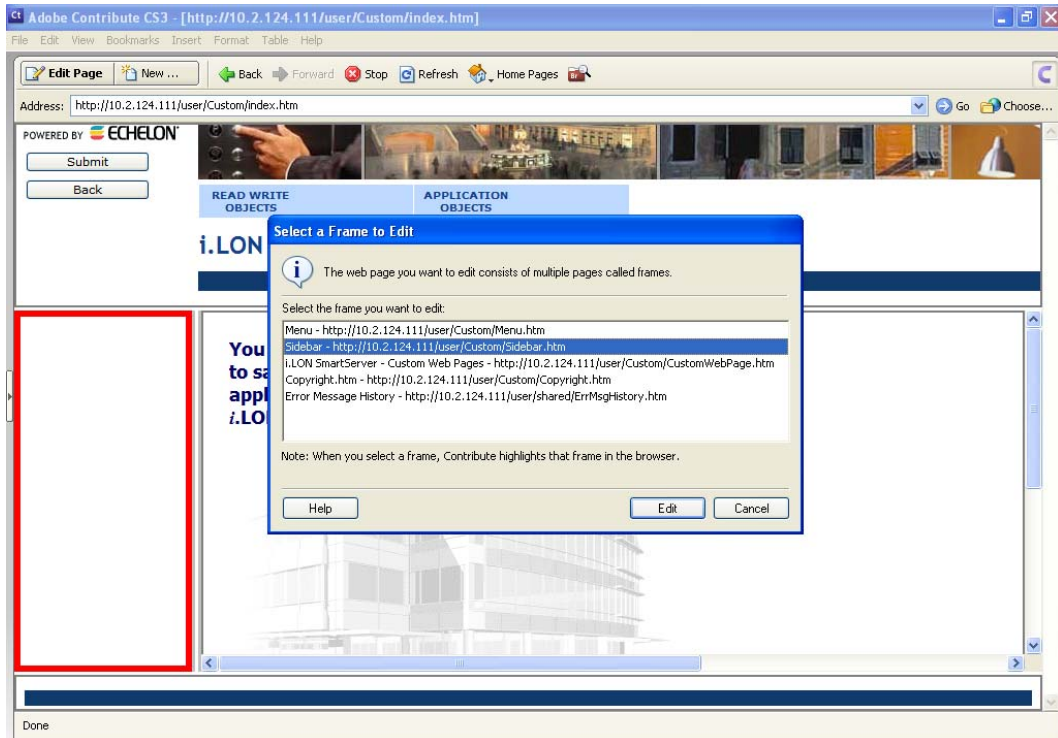 Ct Adobe Contribute CS3 - [http://10.2.124.111/user/Custom/index.htm]
File Edit View Bookmarks Insert Format Table Help
Edit Page New ... Back Forward Stop Refresh Home Pages
Address: http://10.2.124.111/user/Custom/index.htm Go Choose...
POWERED BY ECHELON
Submit
Back
READ WRITE
OBJECTS
APPLICATION
OBJECTS
i.LON
Select a Frame to Edit
The web page you want to edit consists of multiple pages called frames.
Select the frame you want to edit:
Menu - http://10.2.124.111/user/Custom/Menu.htm
Sidebar - http://10.2.124.111/user/Custom/Sidebar.htm
i.LON SmartServer - Custom Web Pages - http://10.2.124.111/user/Custom/CustomWebPage.htm
Copyright.htm - http://10.2.124.111/user/Custom/Copyright.htm
Error Message History - http://10.2.124.111/user/shared/ErrMsgHistory.htm
Note: When you select a frame, Contribute highlights that frame in the browser.
Help Edit Cancel
You
to sa
appl
i.LO
Done